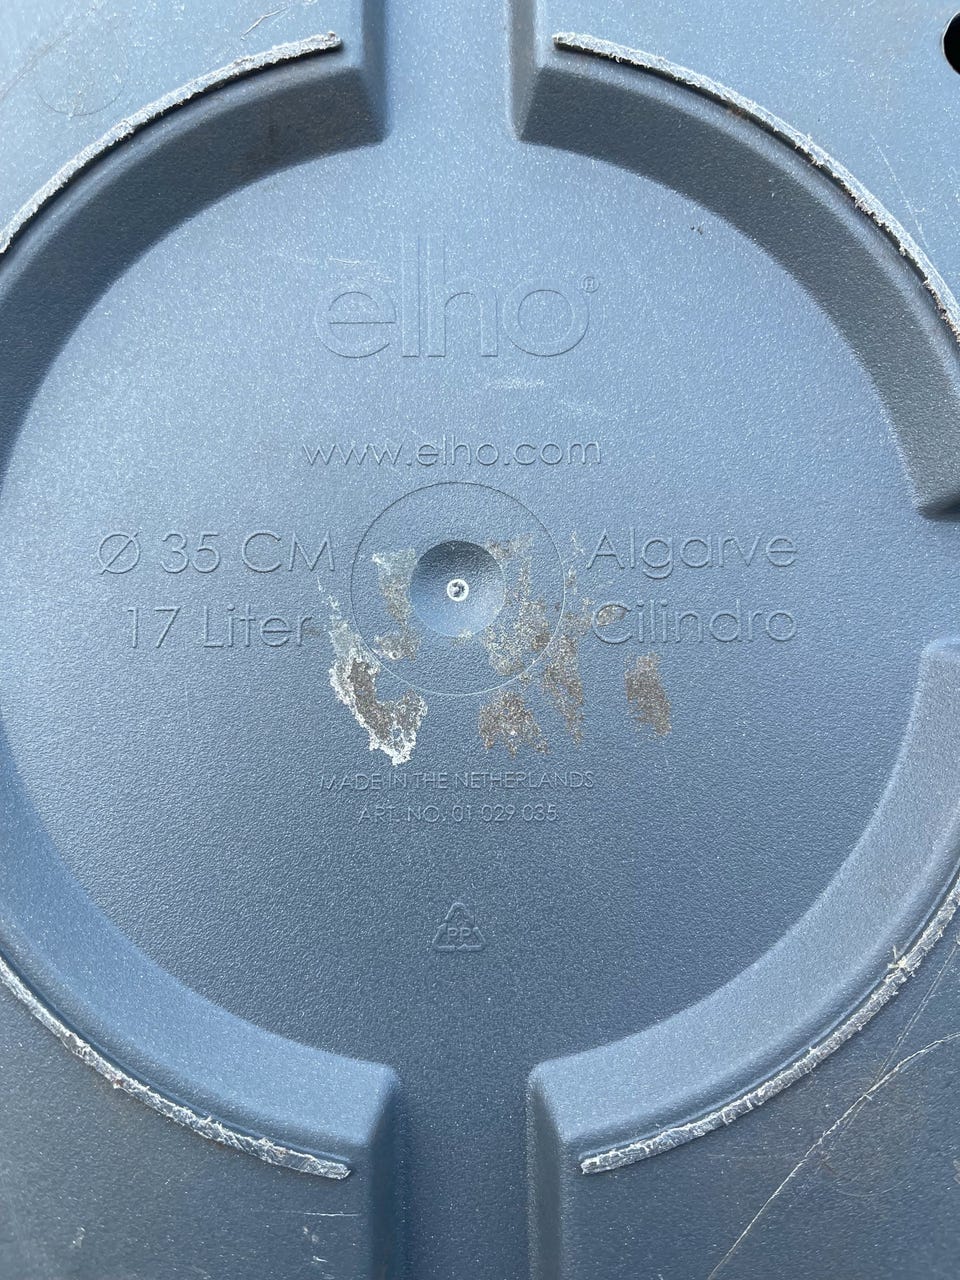 elho®
www.elho.com
Ø 35 CM
17 Liter
Algarve
Cilindro
MADE IN THE NETHERLANDS
ART. NO. 01 029 035
PP